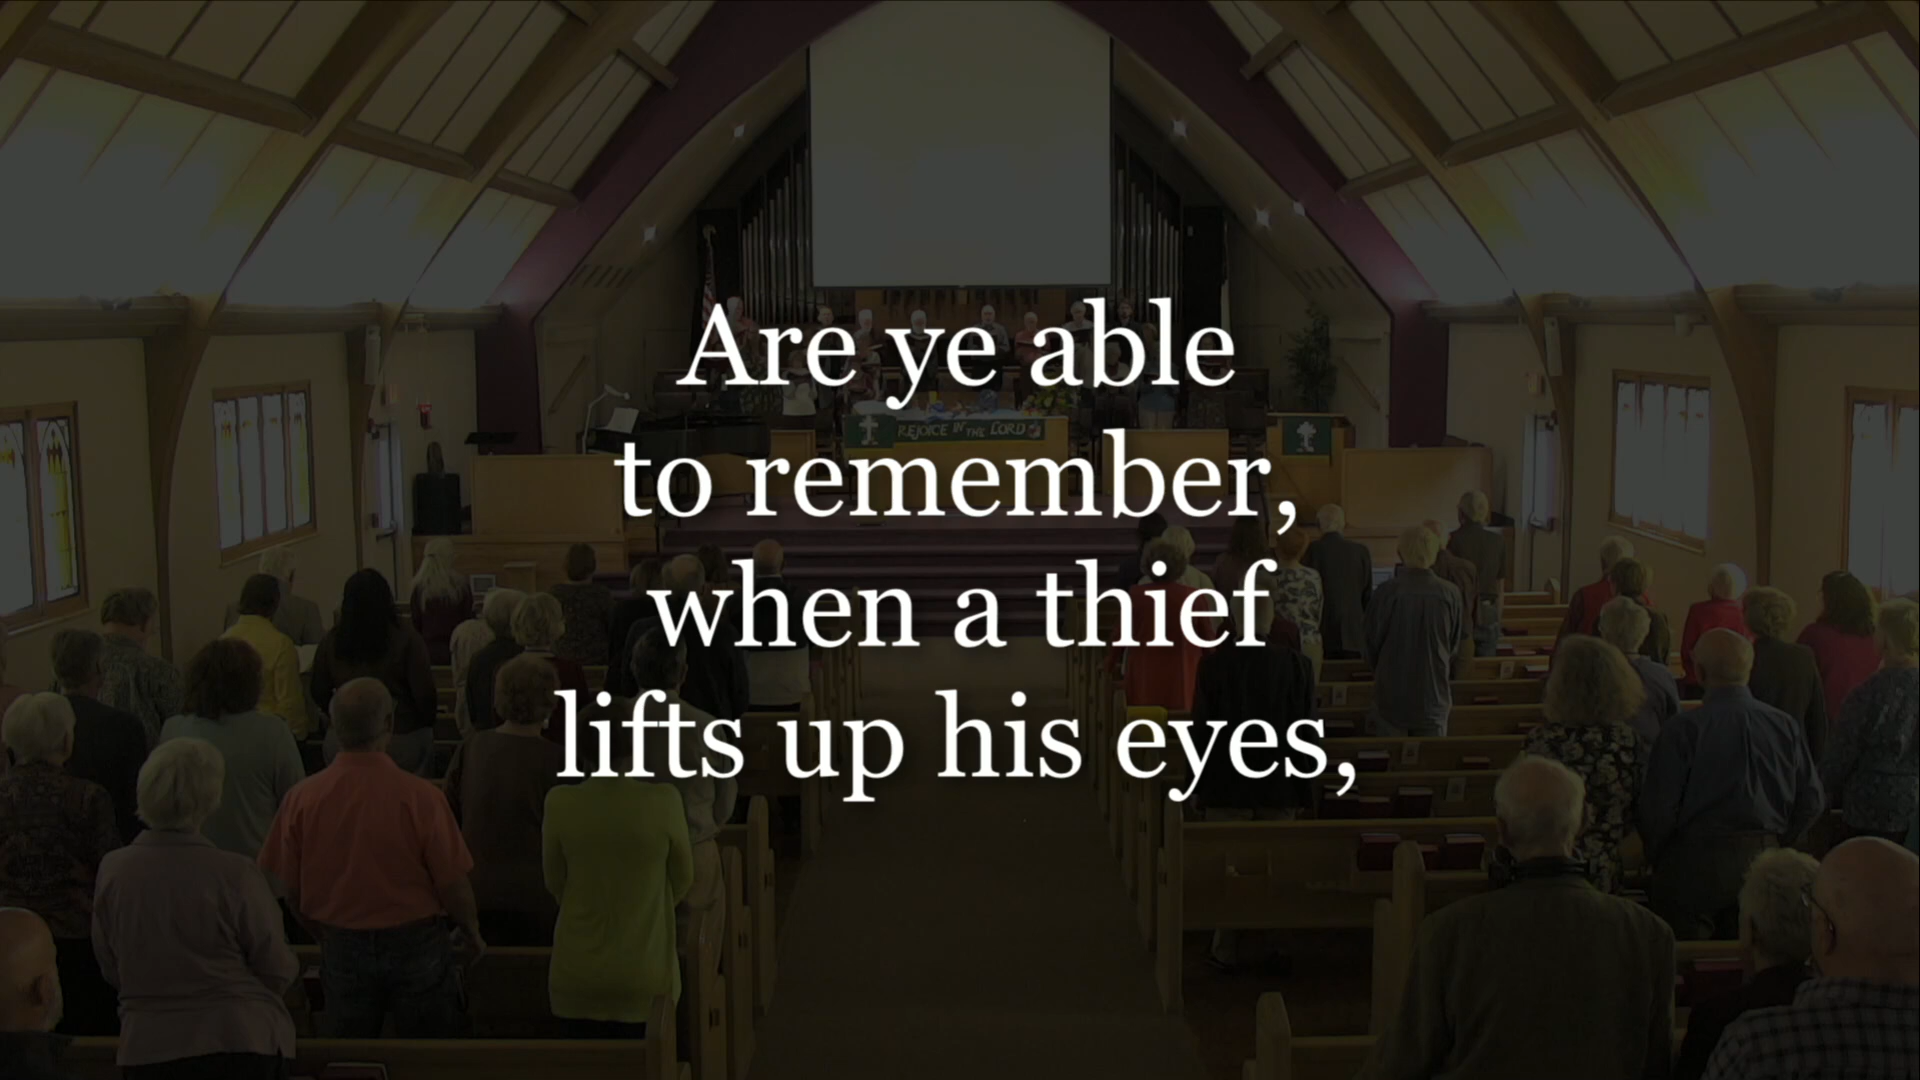 Are ye able
to remember,
when a thief
lifts up his eyes,
REJOICE IN THE LORD